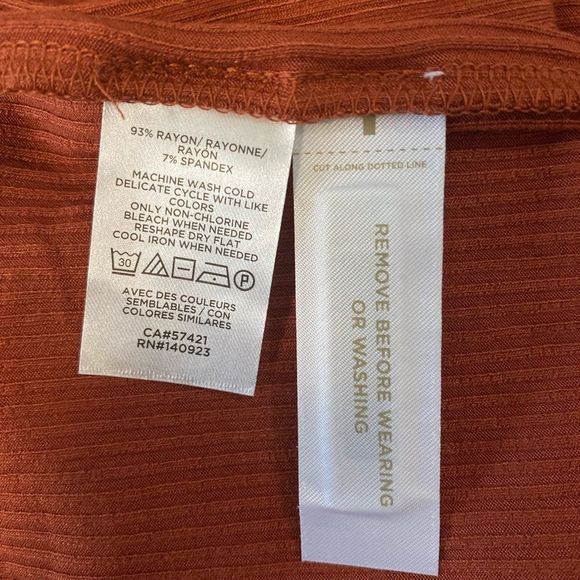 93% RAYON/ RAYONNE/
RAYON
7% SPANDEX
MACHINE WASH COLD
DELICATE CYCLE WITH LIKE
COLORS
ONLY NON-CHLORINE
BLEACH WHEN NEEDED
RESHAPE DRY FLAT
COOL IRON WHEN NEEDED
30 P
AVEC DES COULEURS
SEMBLABLES / CON
COLORES SIMILARES
CA#57421
RN#140923
CUT ALONG DOTTED LINE
REMOVE BEFORE WEARING
OR WASHING